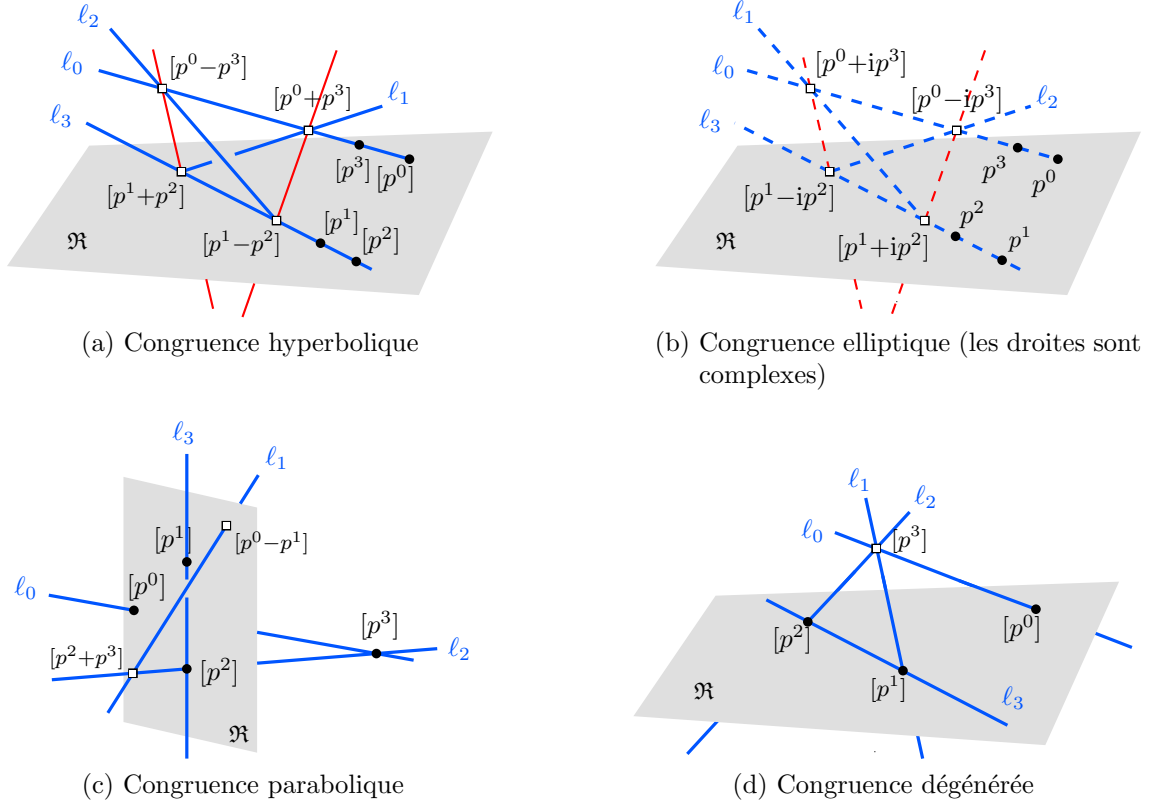 ℓ₂
[p⁰−p³]
ℓ₀
[p⁰+p³]
ℓ₁
ℓ₃
[p³]
[p⁰]
[p¹+p²]
[p¹]
ℜ
[p¹−p²]
[p²]
(a) Congruence hyperbolique
ℓ₁
[p⁰+ip³]
ℓ₀
[p⁰−ip³]
ℓ₂
ℓ₃
p³
p⁰
[p¹−ip²]
p²
ℜ
[p¹+ip²]
p¹
(b) Congruence elliptique (les droites sont
complexes)
ℓ₃
ℓ₁
[p¹]
[p⁰−p¹]
ℓ₀
[p⁰]
[p³]
[p²+p³]
ℓ₂
[p²]
ℜ
(c) Congruence parabolique
ℓ₁
ℓ₂
ℓ₀
[p³]
[p²]
[p⁰]
[p¹]
ℜ
ℓ₃
(d) Congruence dégénérée